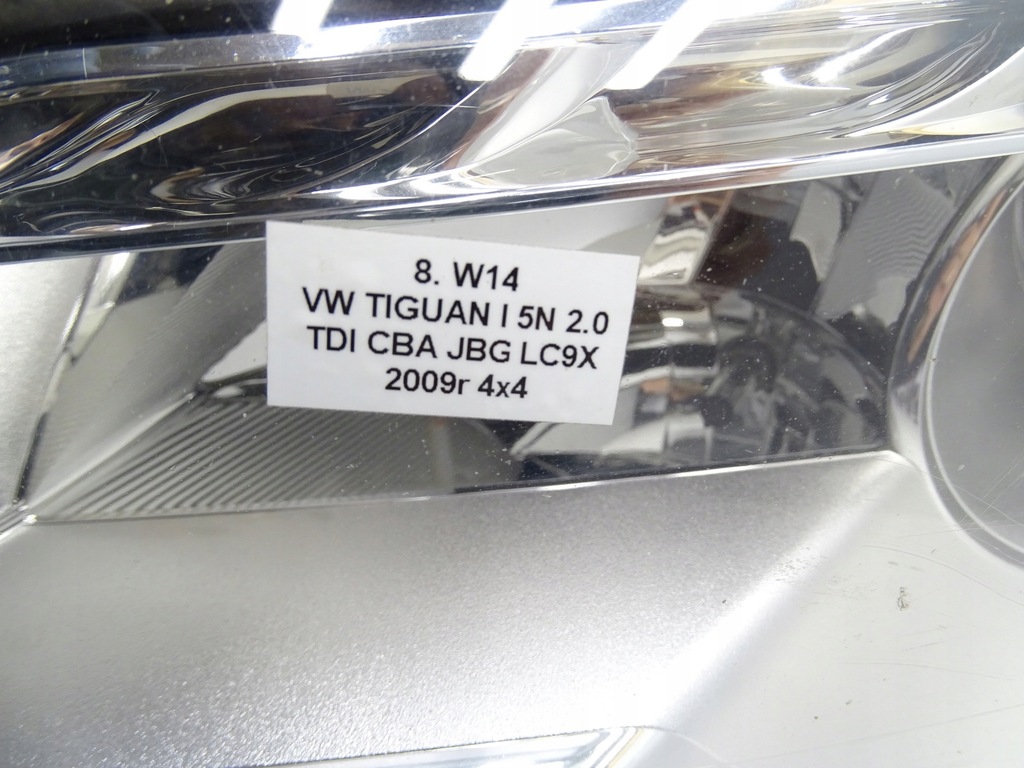 8. W14
VW TIGUAN I 5N 2.0
TDI CBA JBG LC9X
2009r 4x4